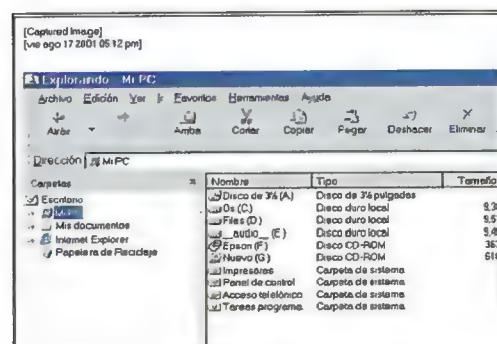 [Captured Image]
[vie ago 17 2001 05 12 pm]
Explorando - Mi PC
Archivo Edición Ver Ir Favoritos Herramientas Ayuda
Atrás Arriba Cortar Copiar Pegar Deshacer Eliminar
Dirección Mi PC
Carpetas
Escritorio
Mi PC
Mis documentos
Internet Explorer
Papelera de Reciclaje
Nombre Tipo Tamaño
Disco de 3½ (A) Disco de 3½ pulgadas
Os (C) Disco duro local
Files (D) Disco duro local
__audio__ (E) Disco duro local
Epson (F) Disco CD-ROM
Nuevo (G) Disco CD-ROM
Impresoras Carpeta de sistema
Panel de control Carpeta de sistema
Acceso telefónico Carpeta de sistema
Tareas programa Carpeta de sistema